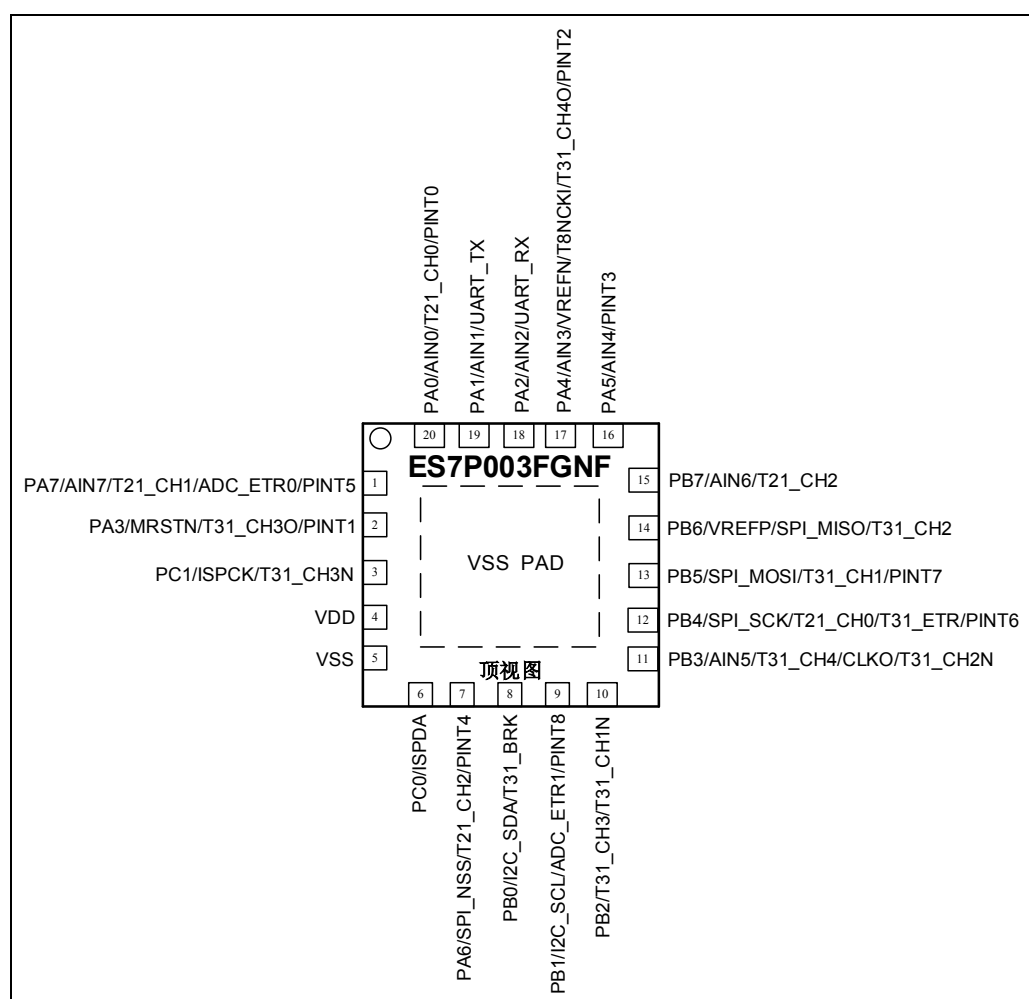 PA0/AIN0/T21_CH0/PINT0
PA1/AIN1/UART_TX
PA2/AIN2/UART_RX
PA4/AIN3/VREFN/T8NCKI/T31_CH4O/PINT2
PA5/AIN4/PINT3
20 19 18 17 16
ES7P003FGNF
PA7/AIN7/T21_CH1/ADC_ETR0/PINT5 1
PA3/MRSTN/T31_CH3O/PINT1 2
PC1/ISPCK/T31_CH3N 3
VDD 4
VSS 5
VSS PAD
15 PB7/AIN6/T21_CH2
14 PB6/VREFP/SPI_MISO/T31_CH2
13 PB5/SPI_MOSI/T31_CH1/PINT7
12 PB4/SPI_SCK/T21_CH0/T31_ETR/PINT6
11 PB3/AIN5/T31_CH4/CLKO/T31_CH2N
顶视图
6 7 8 9 10
PC0/ISPDA
PA6/SPI_NSS/T21_CH2/PINT4
PB0/I2C_SDA/T31_BRK
PB1/I2C_SCL/ADC_ETR1/PINT8
PB2/T31_CH3/T31_CH1N